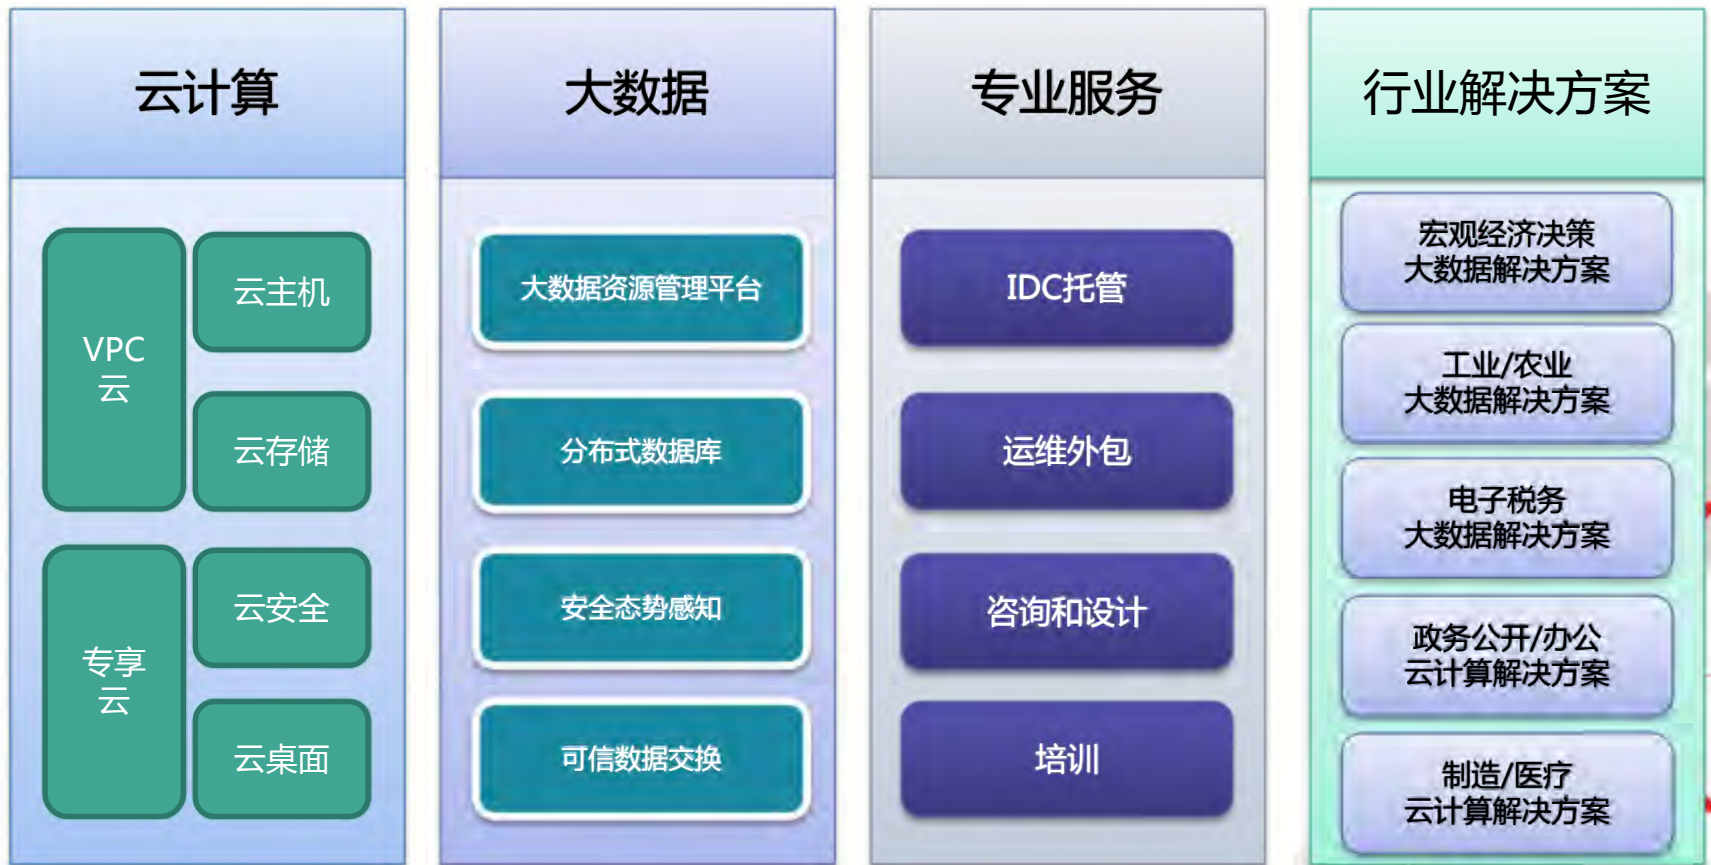 云计算
VPC
云
云主机
云存储
专享
云
云安全
云桌面
大数据
大数据资源管理平台
分布式数据库
安全态势感知
可信数据交换
专业服务
IDC托管
运维外包
咨询和设计
培训
行业解决方案
宏观经济决策
大数据解决方案
工业/农业
大数据解决方案
电子税务
大数据解决方案
政务公开/办公
云计算解决方案
制造/医疗
云计算解决方案